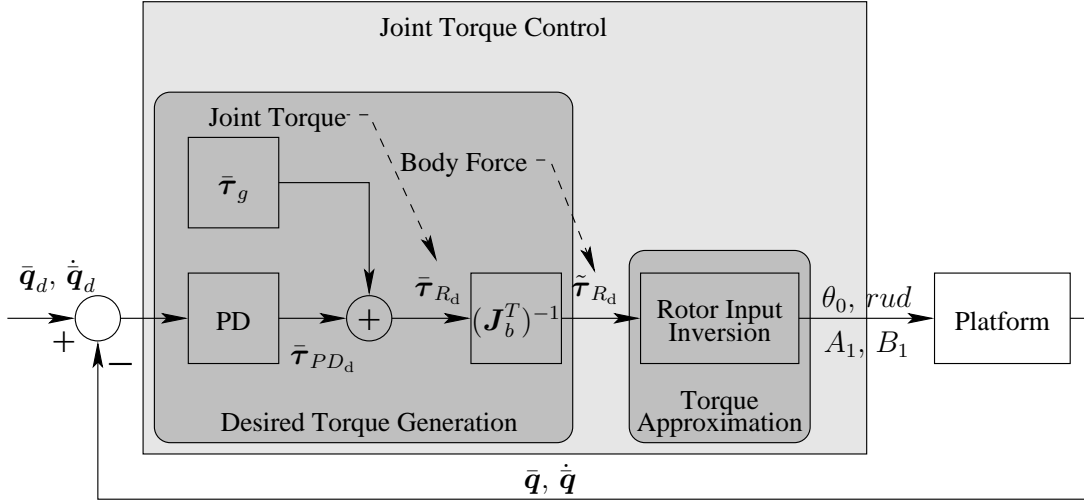 Joint Torque Control
Joint Torque
Body Force
τ̄_g
q̄_d, q̄̇_d
+
−
PD
τ̄_{PD_d}
+
τ̄_{R_d}
(J_b^T)^{-1}
τ̃_{R_d}
Rotor Input
Inversion
θ_0, rud
A_1, B_1
Platform
Desired Torque Generation
Torque
Approximation
q̄, q̄̇